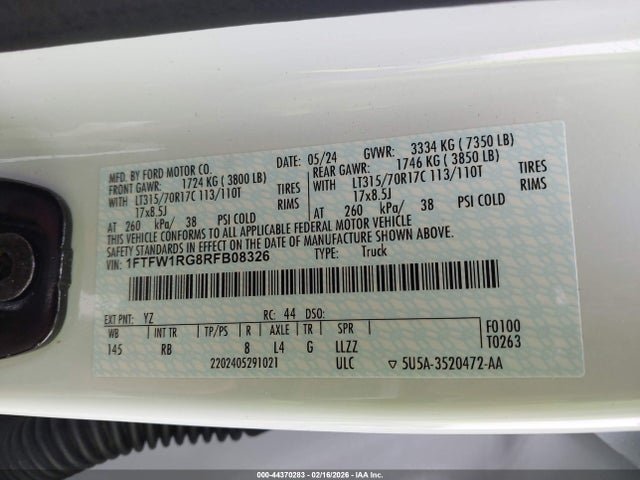 MFD. BY FORD MOTOR CO.
DATE: 05/24 GVWR: 3334 KG ( 7350 LB)
FRONT GAWR: 1724 KG ( 3800 LB) REAR GAWR: 1746 KG ( 3850 LB)
WITH LT315/70R17C 113/110T TIRES WITH LT315/70R17C 113/110T TIRES
17x8.5J RIMS 17x8.5J RIMS
AT 260 kPa/ 38 PSI COLD AT 260 kPa/ 38 PSI COLD
THIS VEHICLE CONFORMS TO ALL APPLICABLE FEDERAL MOTOR VEHICLE
SAFETY STANDARDS IN EFFECT ON THE DATE OF MANUFACTURE SHOWN ABOVE.
VIN: 1FTFW1RG8RFB08326 TYPE: Truck
EXT PNT: YZ RC: 44 DSO:
WB INT TR TP/PS R AXLE TR SPR F0100
145 RB 8 L4 G LLZZ T0263
2202405291021 ULC ▽ 5U5A-3520472-AA
000-44370283 - 02/16/2026 - IAA Inc.